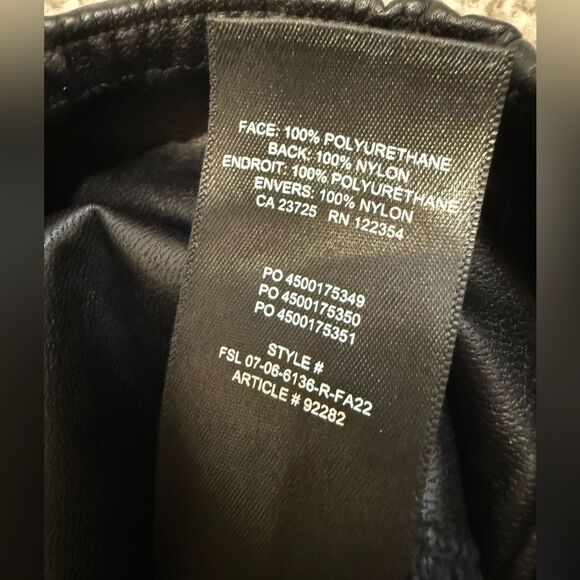 FACE: 100% POLYURETHANE
BACK: 100% NYLON
ENDROIT: 100% POLYURETHANE
ENVERS: 100% NYLON
CA 23725 RN 122354
PO 4500175349
PO 4500175350
PO 4500175351
STYLE #
FSL 07-06-6136-R-FA22
ARTICLE # 92282